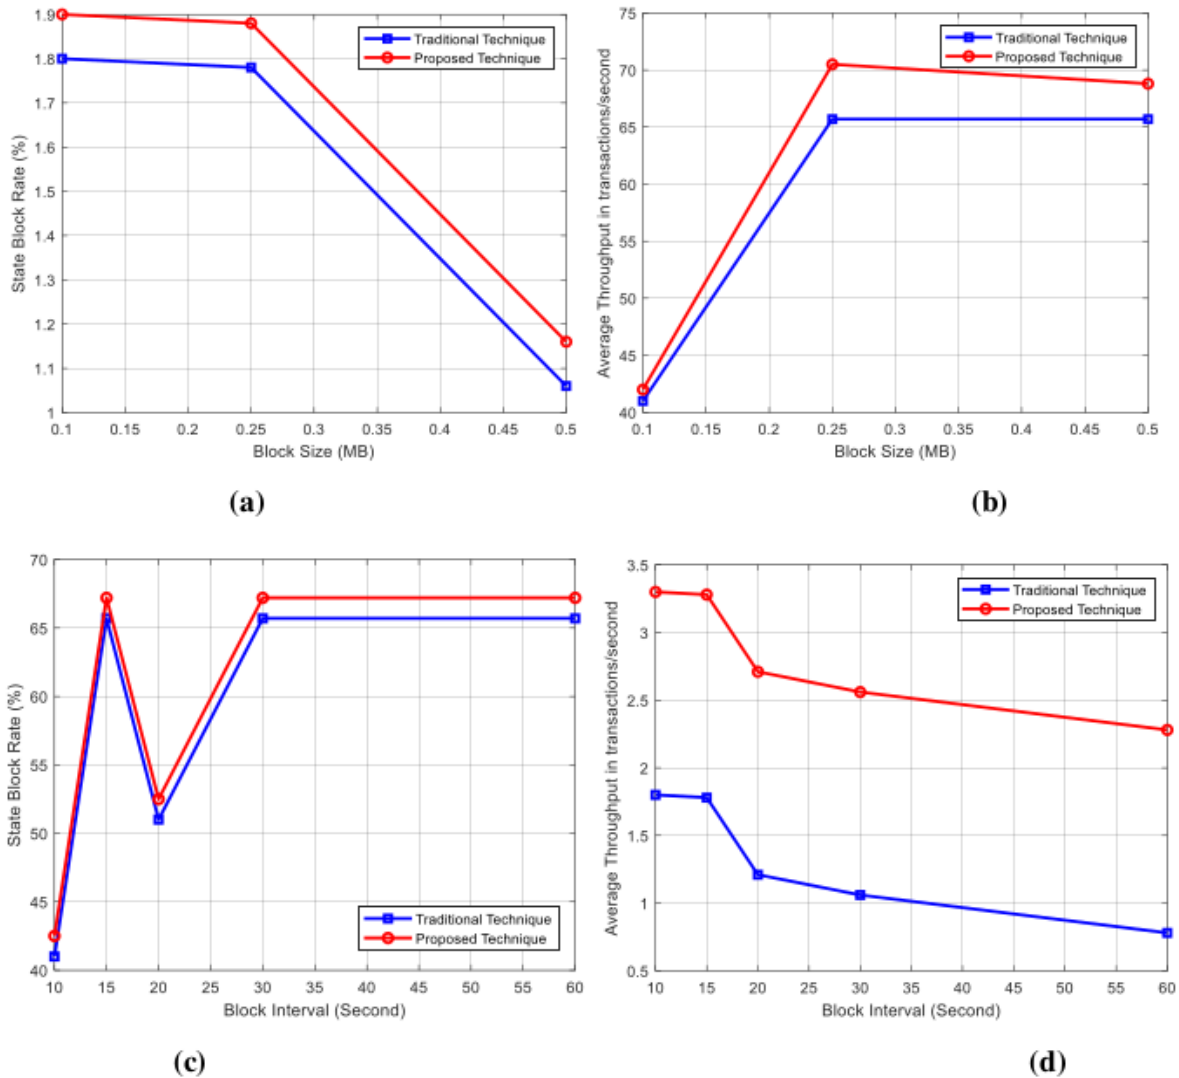 1.9
1.8
1.7
1.6
1.5
1.4
1.3
1.2
1.1
1
State Block Rate (%)
Traditional Technique
Proposed Technique
0.1 0.15 0.2 0.25 0.3 0.35 0.4 0.45 0.5
Block Size (MB)
(a)
75
70
65
60
55
50
45
40
Average Throughput in transactions/second
Traditional Technique
Proposed Technique
0.1 0.15 0.2 0.25 0.3 0.35 0.4 0.45 0.5
Block Size (MB)
(b)
70
65
60
55
50
45
40
State Block Rate (%)
Traditional Technique
Proposed Technique
10 15 20 25 30 35 40 45 50 55 60
Block Interval (Second)
(c)
3.5
3
2.5
2
1.5
1
0.5
Average Throughput in transactions/second
Traditional Technique
Proposed Technique
10 15 20 25 30 35 40 45 50 55 60
Block Interval (Second)
(d)